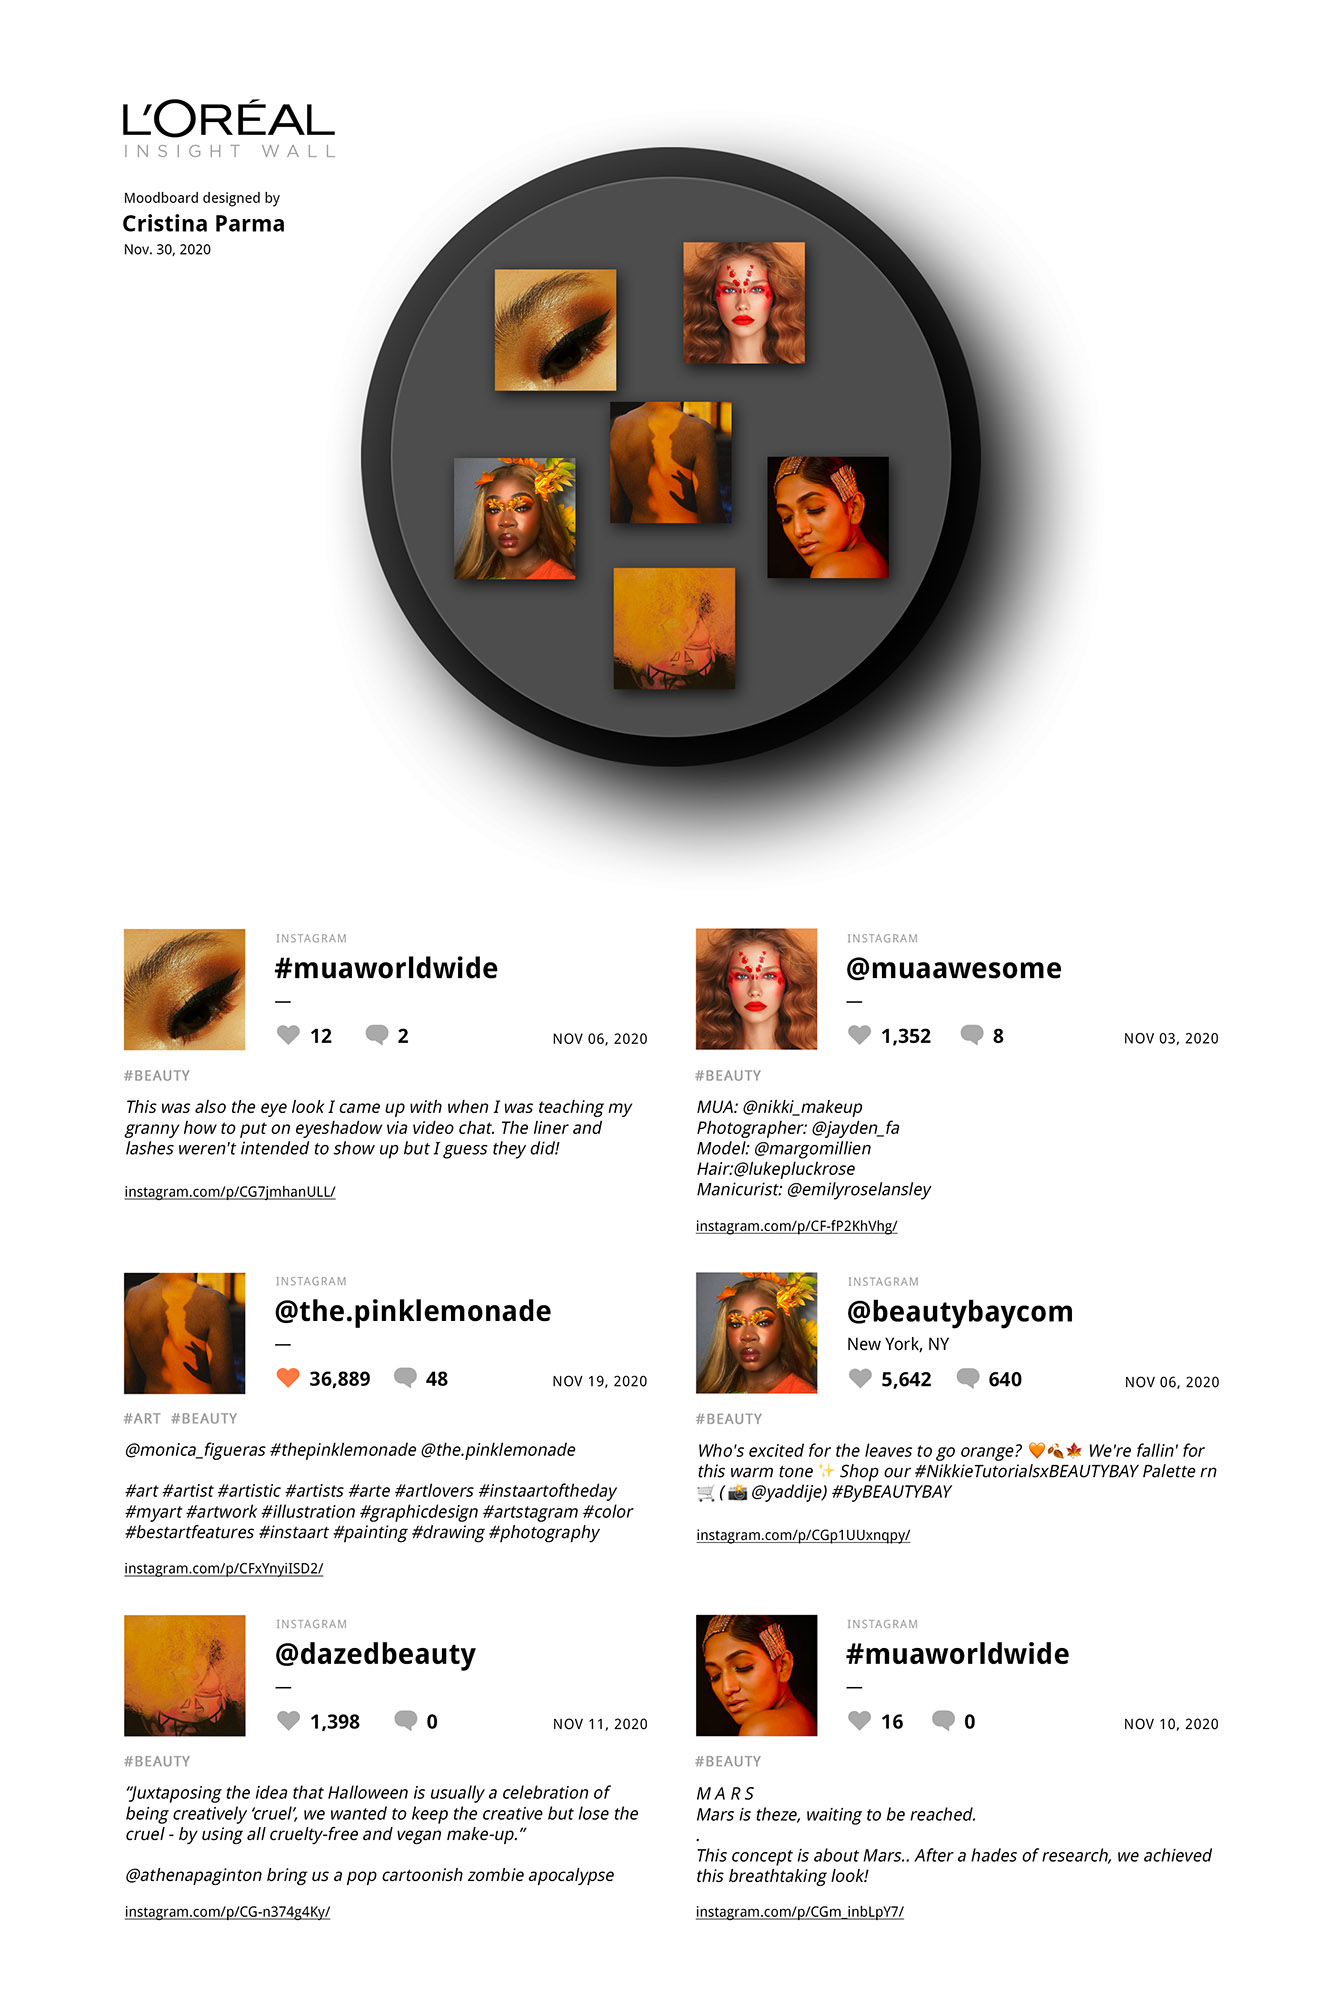 L'ORÉAL
INSIGHT WALL
Moodboard designed by
Cristina Parma
Nov. 30, 2020
INSTAGRAM
#muaworldwide
—
12 2 NOV 06, 2020
#BEAUTY
This was also the eye look I came up with when I was teaching my
granny how to put on eyeshadow via video chat. The liner and
lashes weren't intended to show up but I guess they did!
instagram.com/p/CG7jmhanULL/
INSTAGRAM
@muaawesome
—
1,352 8 NOV 03, 2020
#BEAUTY
MUA: @nikki_makeup
Photographer: @jayden_fa
Model: @margomillien
Hair:@lukepluckrose
Manicurist: @emilyroselansley
instagram.com/p/CF-fP2KhVhg/
INSTAGRAM
@the.pinklemonade
—
36,889 48 NOV 19, 2020
#ART #BEAUTY
@monica_figueras #thepinklemonade @the.pinklemonade
#art #artist #artistic #artists #arte #artlovers #instaartoftheday
#myart #artwork #illustration #graphicdesign #artstagram #color
#bestartfeatures #instaart #painting #drawing #photography
instagram.com/p/CFxYnyiISD2/
INSTAGRAM
@beautybaycom
New York, NY
5,642 640 NOV 06, 2020
#BEAUTY
Who's excited for the leaves to go orange? 🧡🍂🍁 We're fallin' for
this warm tone ✨ Shop our #NikkieTutorialsxBEAUTYBAY Palette rn
🛒 ( 📸 @yaddije) #ByBEAUTYBAY
instagram.com/p/CGp1UUxnqpy/
INSTAGRAM
@dazedbeauty
—
1,398 0 NOV 11, 2020
#BEAUTY
“Juxtaposing the idea that Halloween is usually a celebration of
being creatively ‘cruel’, we wanted to keep the creative but lose the
cruel - by using all cruelty-free and vegan make-up.”
@athenapaginton bring us a pop cartoonish zombie apocalypse
instagram.com/p/CG-n374g4Ky/
INSTAGRAM
#muaworldwide
—
16 0 NOV 10, 2020
#BEAUTY
M A R S
Mars is theze, waiting to be reached.
.
This concept is about Mars.. After a hades of research, we achieved
this breathtaking look!
instagram.com/p/CGm_inbLpY7/